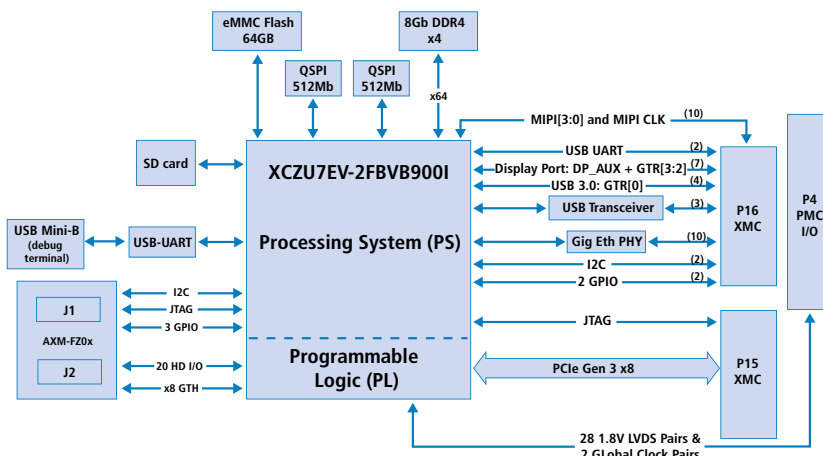 eMMC Flash
64GB
8Gb DDR4
x4
QSPI
512Mb
QSPI
512Mb
x64
MIPI[3:0] and MIPI CLK
(10)
SD card
XCZU7EV-2FBVB900I
USB UART
(2)
Display Port: DP_AUX + GTR[3:2]
(7)
USB 3.0: GTR[0]
(4)
USB Transceiver
(3)
P16
XMC
P4
PMC
I/O
USB Mini-B
(debug
terminal)
USB-UART
Processing System (PS)
Gig Eth PHY
(10)
I2C
(2)
2 GPIO
(2)
J1
AXM-FZ0x
J2
I2C
JTAG
3 GPIO
20 HD I/O
x8 GTH
JTAG
Programmable
Logic (PL)
PCIe Gen 3 x8
P15
XMC
28 1.8V LVDS Pairs &
2 GLobal Clock Pairs